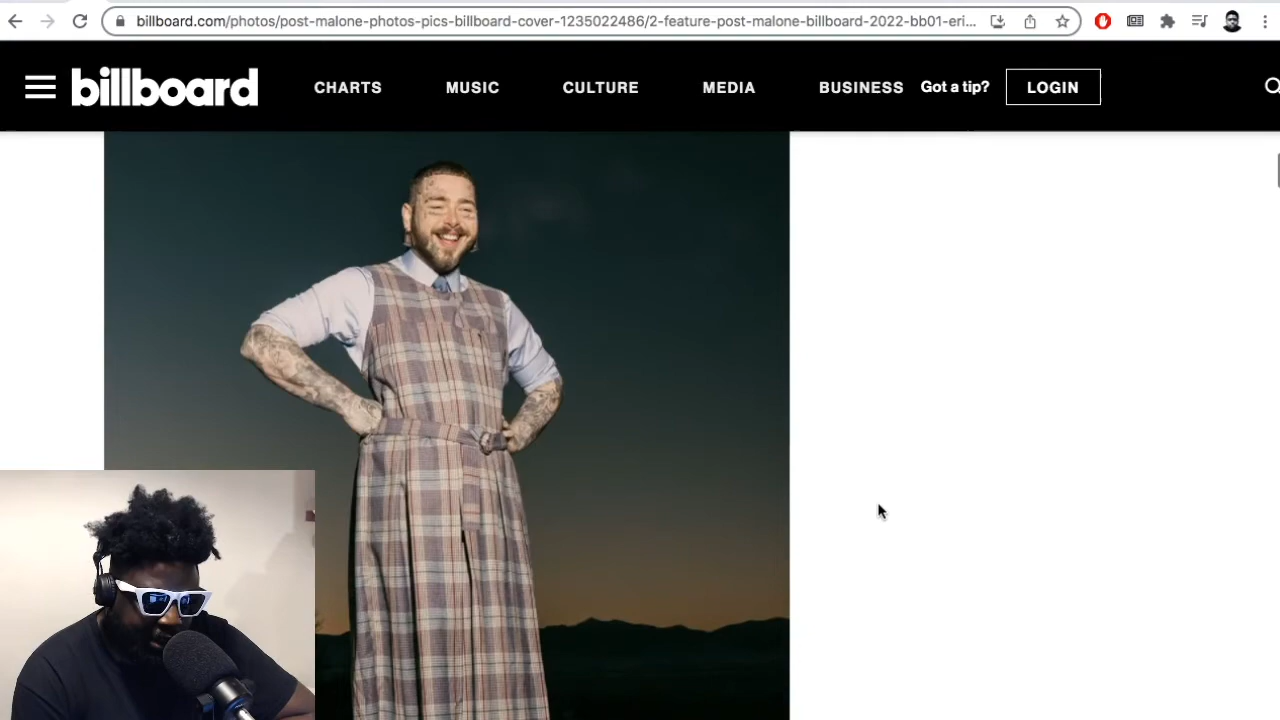 billboard.com/photos/post-malone-photos-pics-billboard-cover-1235022486/2-feature-post-malone-billboard-2022-bb01-eri...
billboard CHARTS MUSIC CULTURE MEDIA BUSINESS Got a tip? LOGIN